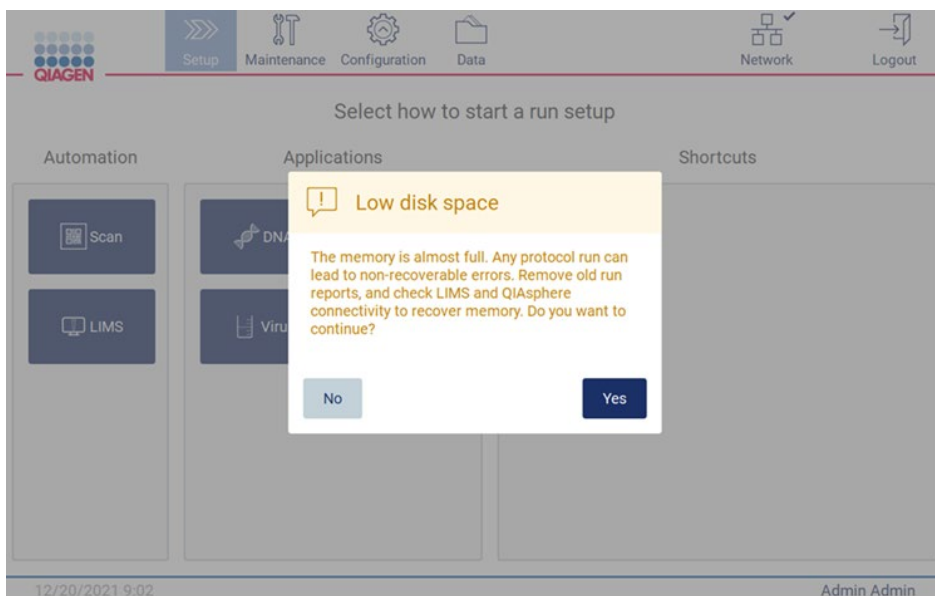 QIAGEN
Setup
Maintenance
Configuration
Data
Network
Logout
Select how to start a run setup
Automation
Applications
Shortcuts
Scan
LIMS
DNA
Viru
Low disk space
The memory is almost full. Any protocol run can
lead to non-recoverable errors. Remove old run
reports, and check LIMS and QIAsphere
connectivity to recover memory. Do you want to
continue?
No
Yes
12/20/2021 9:02
Admin Admin